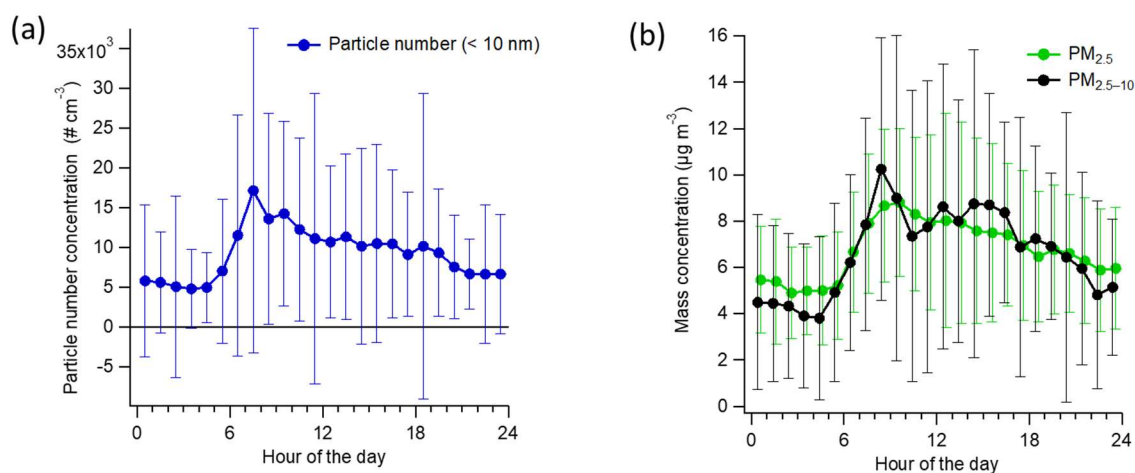 (a)
Particle number (< 10 nm)
35x10³
30
25
20
15
10
5
0
-5
Particle number concentration (# cm⁻³)
0
6
12
18
24
Hour of the day
(b)
PM₂.₅
PM₂.₅₋₁₀
16
14
12
10
8
6
4
2
0
Mass concentration (µg m⁻³)
0
6
12
18
24
Hour of the day